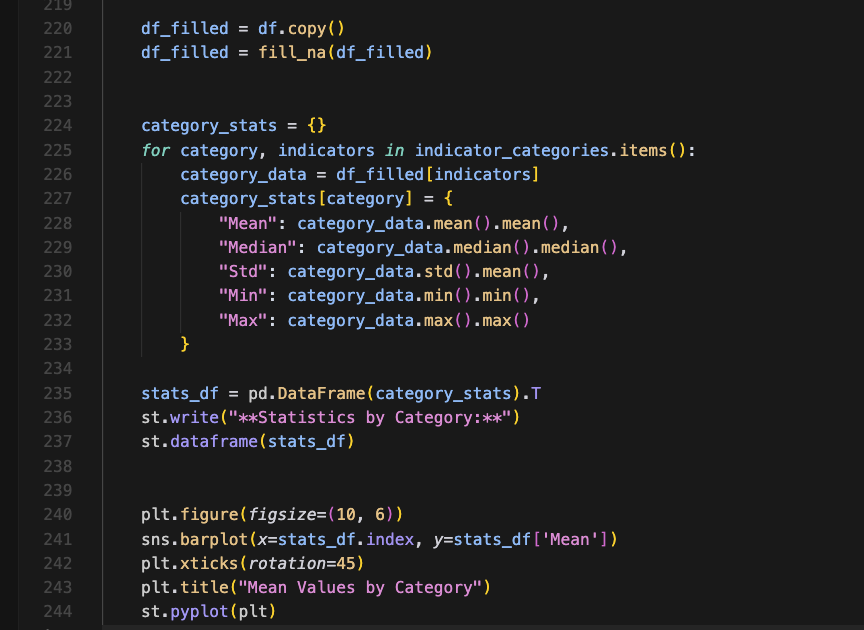 219
220 df_filled = df.copy()
221 df_filled = fill_na(df_filled)
222
223
224 category_stats = {}
225 for category, indicators in indicator_categories.items():
226 category_data = df_filled[indicators]
227 category_stats[category] = {
228 "Mean": category_data.mean().mean(),
229 "Median": category_data.median().median(),
230 "Std": category_data.std().mean(),
231 "Min": category_data.min().min(),
232 "Max": category_data.max().max()
233 }
234
235 stats_df = pd.DataFrame(category_stats).T
236 st.write("**Statistics by Category:**")
237 st.dataframe(stats_df)
238
239
240 plt.figure(figsize=(10, 6))
241 sns.barplot(x=stats_df.index, y=stats_df['Mean'])
242 plt.xticks(rotation=45)
243 plt.title("Mean Values by Category")
244 st.pyplot(plt)